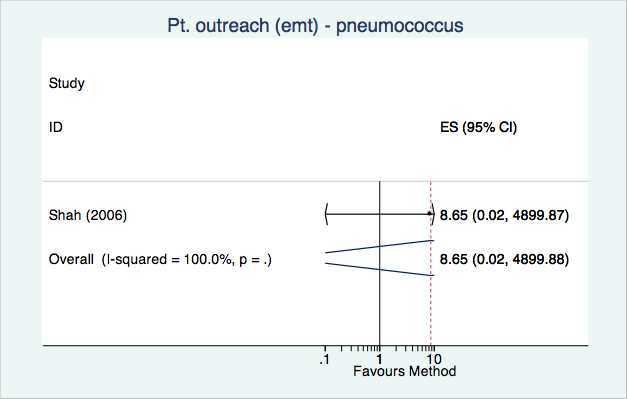 Pt. outreach (emt) - pneumococcus
Study
ID ES (95% CI)
Shah (2006) 8.65 (0.02, 4899.87)
Overall (I-squared = 100.0%, p = .) 8.65 (0.02, 4899.88)
.1 1 10
Favours Method